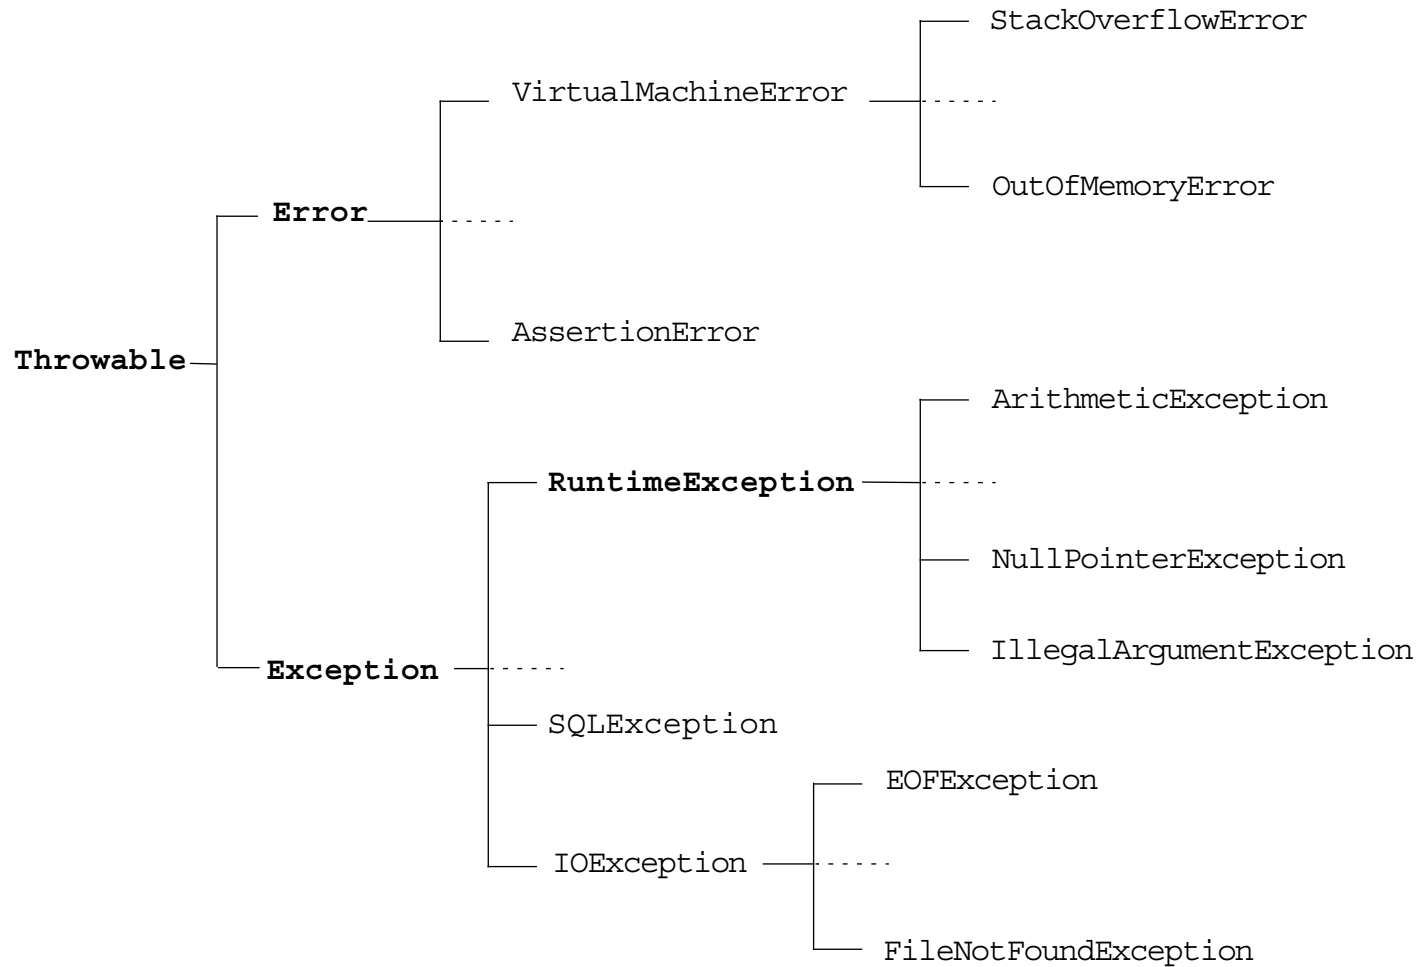 StackOverflowError
VirtualMachineError
OutOfMemoryError
Error
AssertionError
Throwable
ArithmeticException
RuntimeException
NullPointerException
IllegalArgumentException
Exception
SQLException
EOFException
IOException
FileNotFoundException